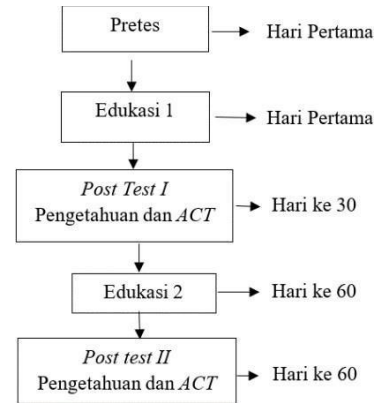 Pretes → Hari Pertama
Edukasi 1 → Hari Pertama
Post Test I
Pengetahuan dan ACT → Hari ke 30
Edukasi 2 → Hari ke 60
Post test II
Pengetahuan dan ACT → Hari ke 60